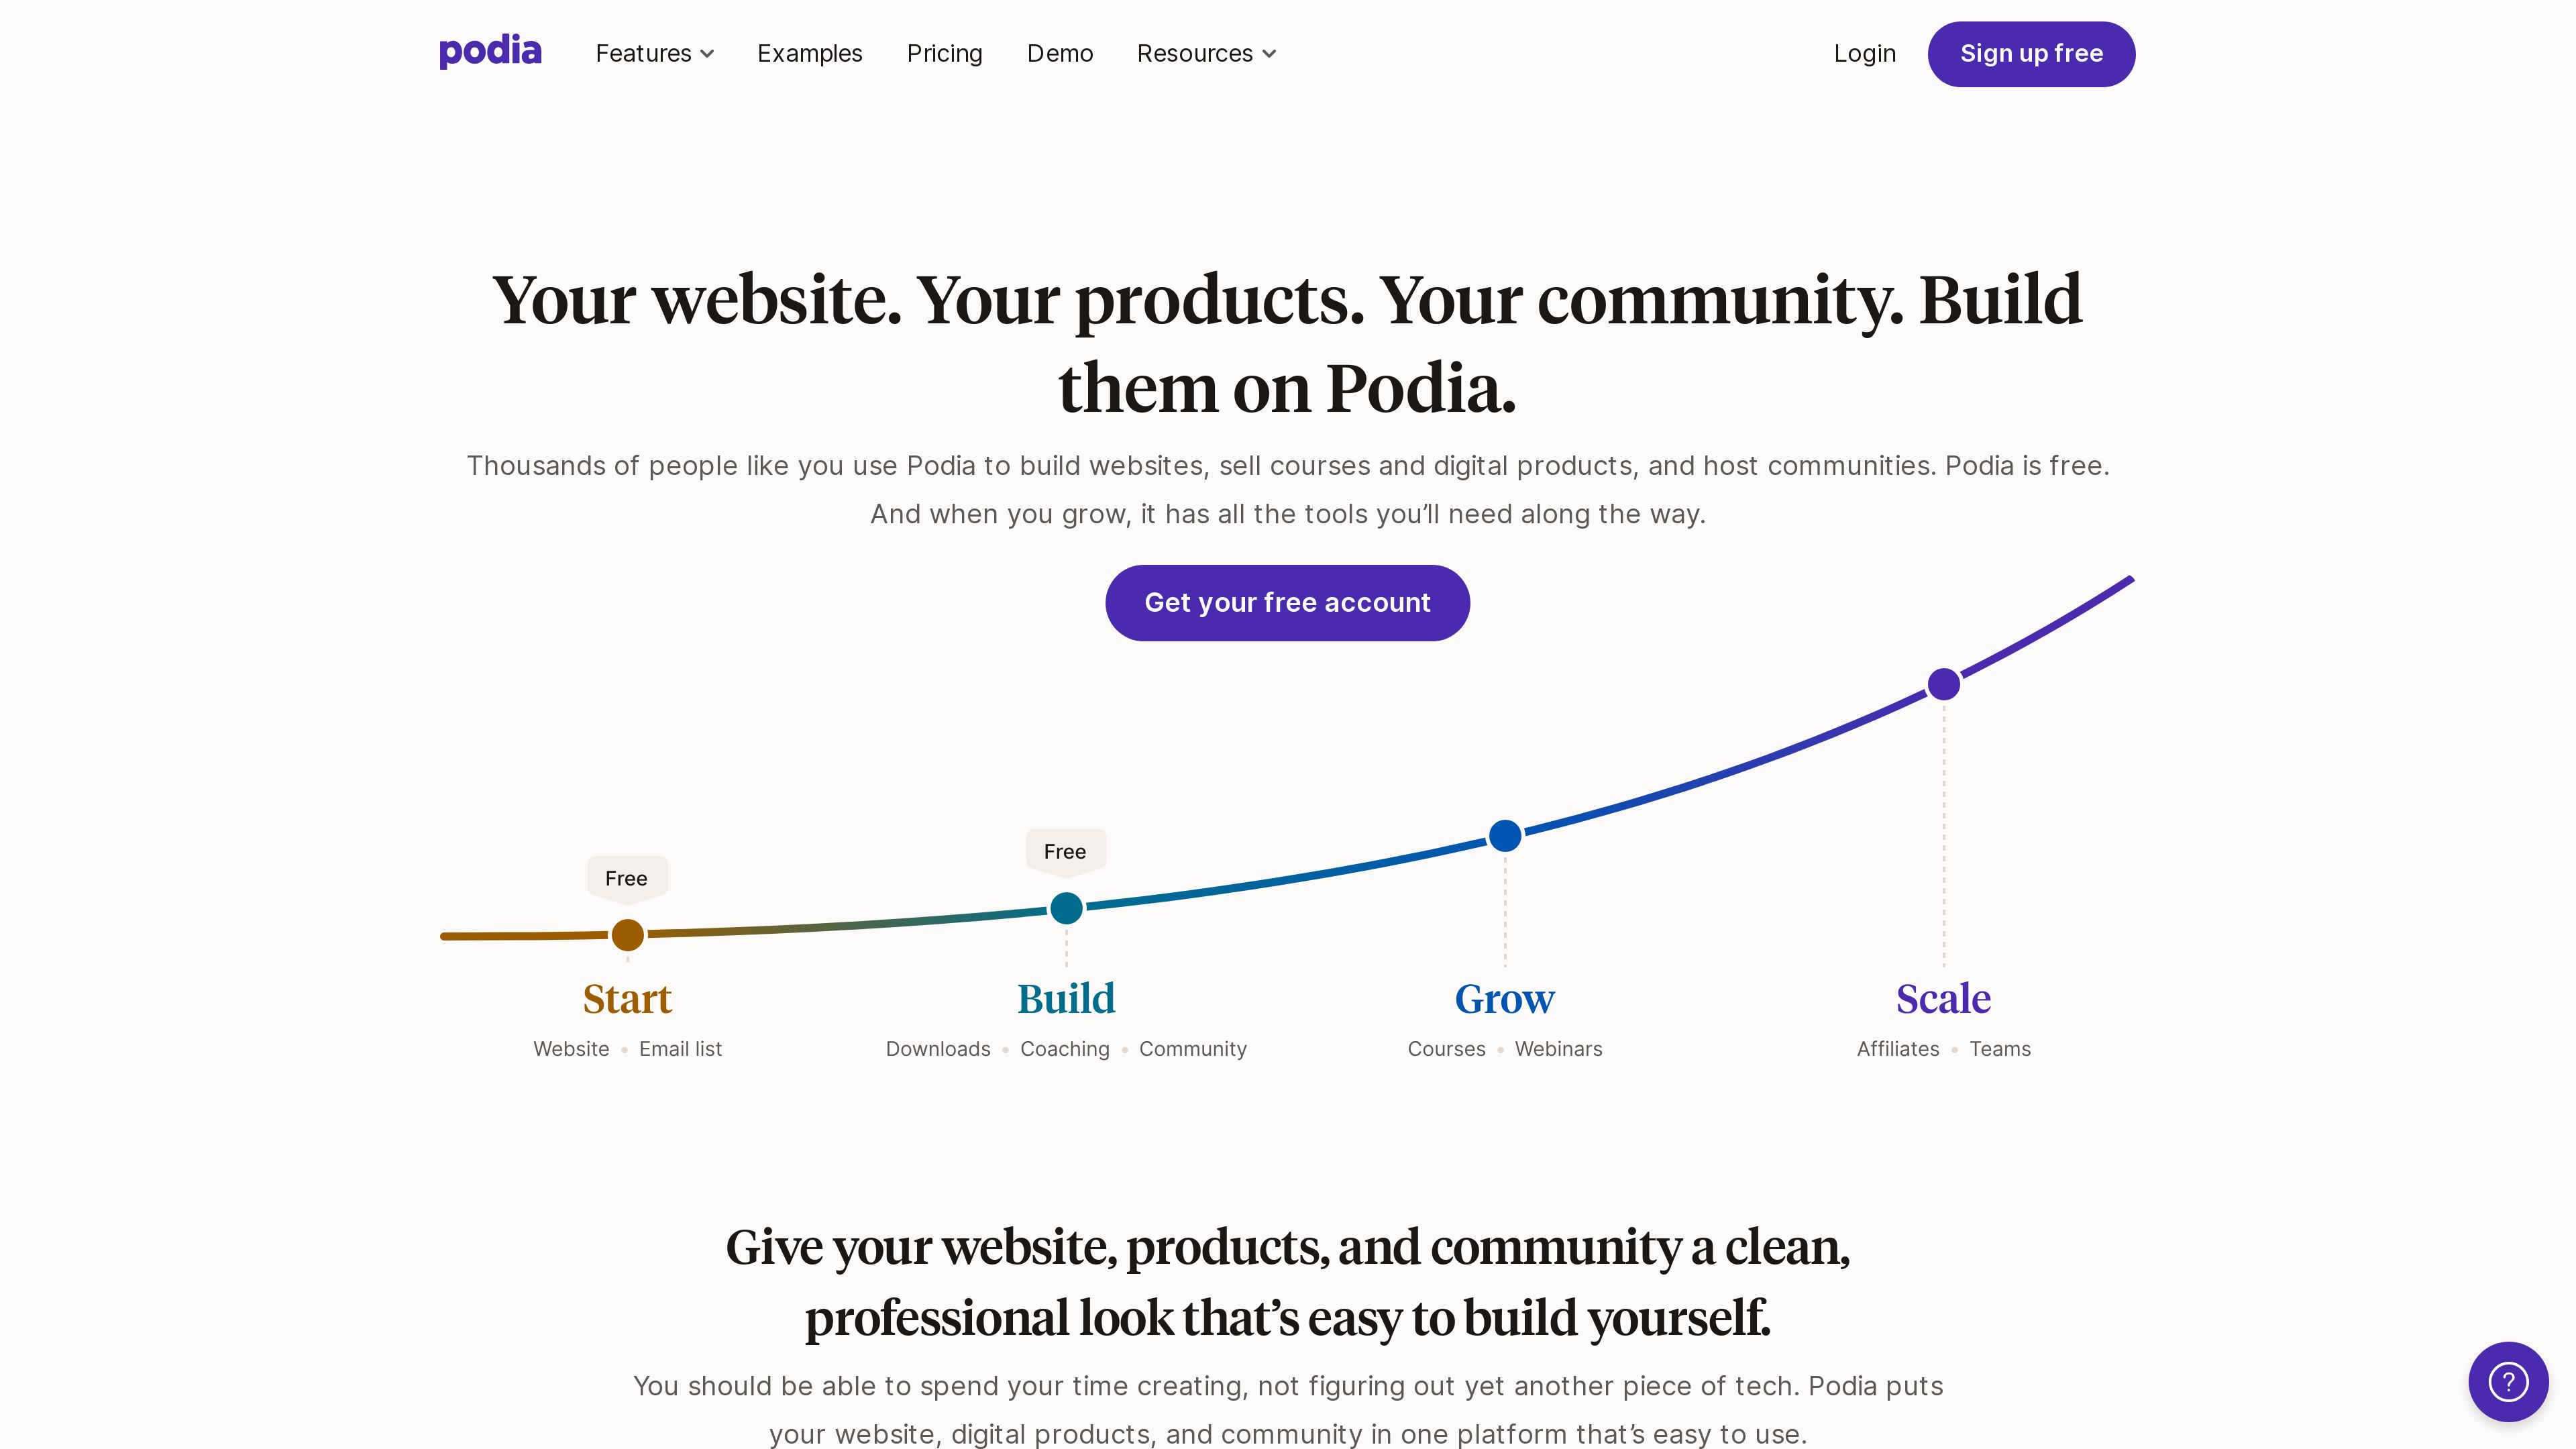 podia Features Examples Pricing Demo Resources Login Sign up free
Your website. Your products. Your community. Build
them on Podia.
Thousands of people like you use Podia to build websites, sell courses and digital products, and host communities. Podia is free.
And when you grow, it has all the tools you’ll need along the way.
Get your free account
Free
Free
Start
Website • Email list
Build
Downloads • Coaching • Community
Grow
Courses • Webinars
Scale
Affiliates • Teams
Give your website, products, and community a clean,
professional look that’s easy to build yourself.
You should be able to spend your time creating, not figuring out yet another piece of tech. Podia puts
your website, digital products, and community in one platform that’s easy to use.
?